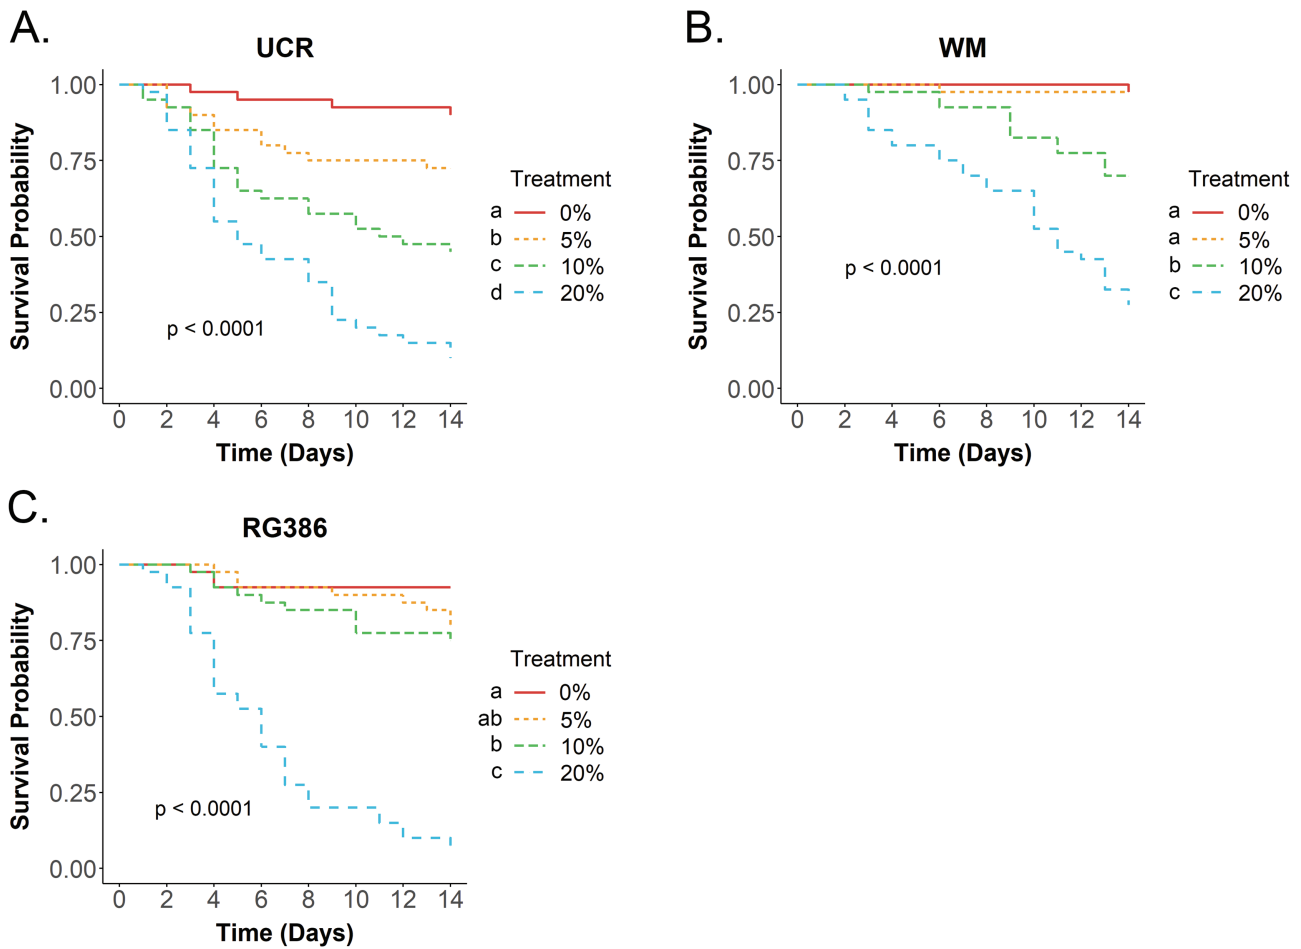 A.
UCR
Survival Probability
1.00
0.75
0.50
0.25
0.00
p < 0.0001
0 2 4 6 8 10 12 14
Time (Days)
Treatment
a 0%
b 5%
c 10%
d 20%
B.
WM
Survival Probability
1.00
0.75
0.50
0.25
0.00
p < 0.0001
0 2 4 6 8 10 12 14
Time (Days)
Treatment
a 0%
a 5%
b 10%
c 20%
C.
RG386
Survival Probability
1.00
0.75
0.50
0.25
0.00
p < 0.0001
0 2 4 6 8 10 12 14
Time (Days)
Treatment
a 0%
ab 5%
b 10%
c 20%